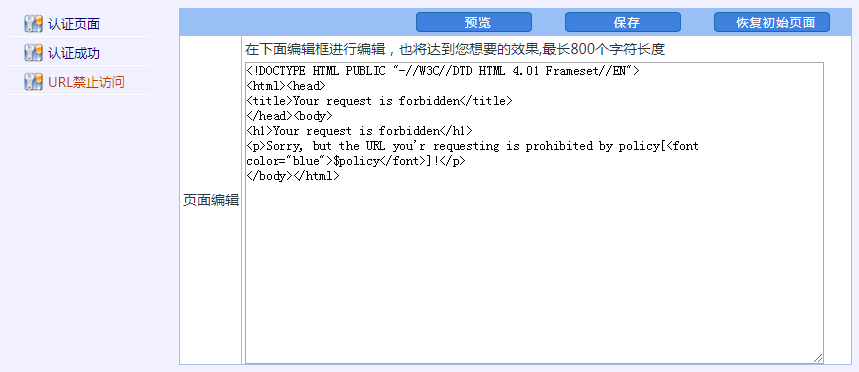 认证页面
认证成功
URL禁止访问
预览 保存 恢复初始页面
在下面编辑框进行编辑，也将达到您想要的效果,最长800个字符长度
页面编辑
<!DOCTYPE HTML PUBLIC "-//W3C//DTD HTML 4.01 Frameset//EN">
<html><head>
<title>Your request is forbidden</title>
</head><body>
<h1>Your request is forbidden</h1>
<p>Sorry, but the URL you'r requesting is prohibited by policy[<font
color="blue">$policy</font>]!</p>
</body></html>